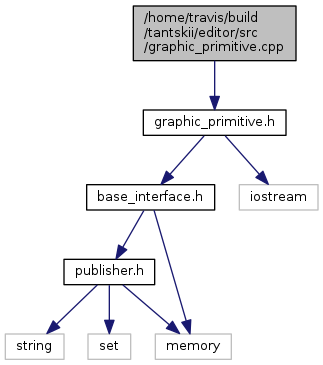 /home/travis/build
/tantskii/editor/src
/graphic_primitive.cpp
graphic_primitive.h
base_interface.h
iostream
publisher.h
string
set
memory